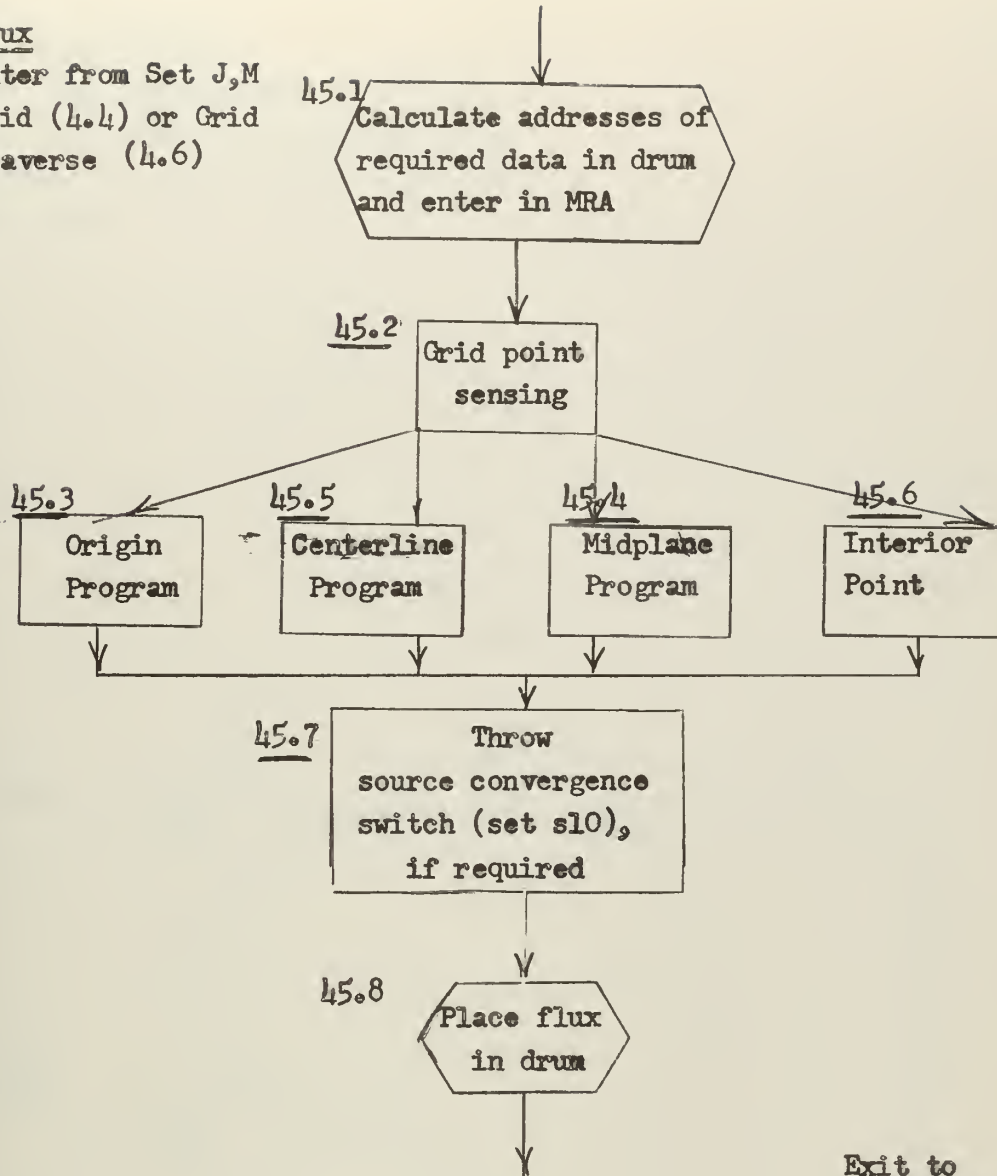 ux
ter from Set J,M
id (4.4) or Grid
averse (4.6)
45.1
Calculate addresses of
required data in drum
and enter in MRA
45.2
Grid point
sensing
45.3
45.5
45.4
45.6
Origin
Program
Centerline
Program
Midplane
Program
Interior
Point
45.7
Throw
source convergence
switch (set s10),
if required
45.8
Place flux
in drum
Exit to